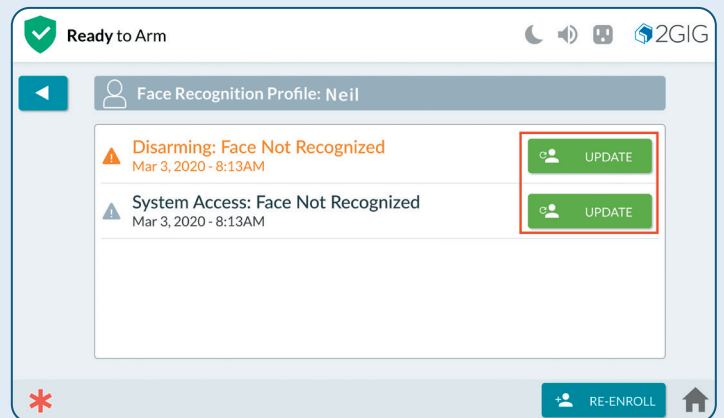 Ready to Arm
2GIG
Face Recognition Profile: Neil
Disarming: Face Not Recognized
Mar 3, 2020 - 8:13AM
UPDATE
System Access: Face Not Recognized
Mar 3, 2020 - 8:13AM
UPDATE
RE-ENROLL